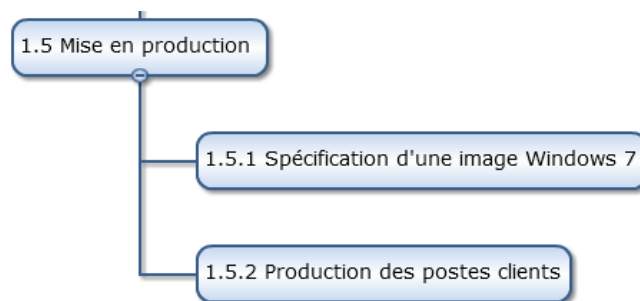 1.5 Mise en production
1.5.1 Spécification d'une image Windows 7
1.5.2 Production des postes clients